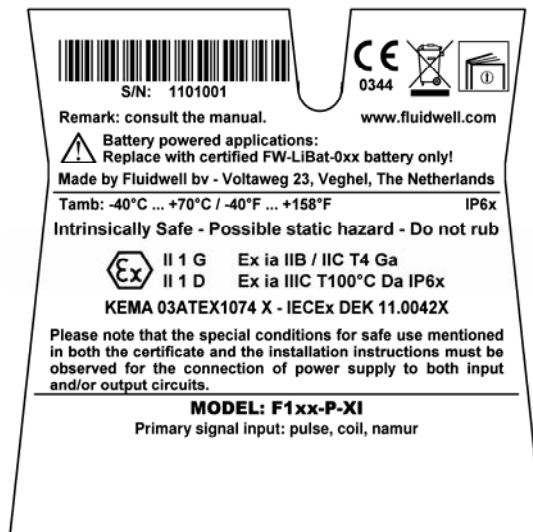 S/N: 1101001
CE
0344
Remark: consult the manual.
www.fluidwell.com
Battery powered applications:
Replace with certified FW-LiBat-0xx battery only!
Made by Fluidwell bv - Voltaweg 23, Veghel, The Netherlands
Tamb: -40°C ... +70°C / -40°F ... +158°F IP6x
Intrinsically Safe - Possible static hazard - Do not rub
Ex II 1 G Ex ia IIB / IIC T4 Ga
II 1 D Ex ia IIIC T100°C Da IP6x
KEMA 03ATEX1074 X - IECEx DEK 11.0042X
Please note that the special conditions for safe use mentioned
in both the certificate and the installation instructions must be
observed for the connection of power supply to both input
and/or output circuits.
MODEL: F1xx-P-XI
Primary signal input: pulse, coil, namur